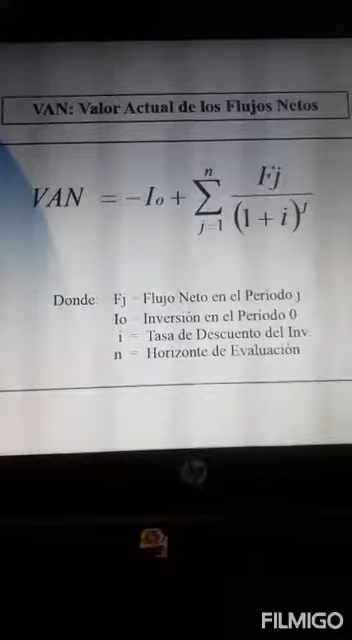 VAN: Valor Actual de los Flujos Netos
VAN = -Io + n∑j=1 Fj/(1 + i)^j
Donde: Fj = Flujo Neto en el Periodo j
Io = Inversión en el Periodo 0
i = Tasa de Descuento del Inv.
n = Horizonte de Evaluación
hp
FILMIGO